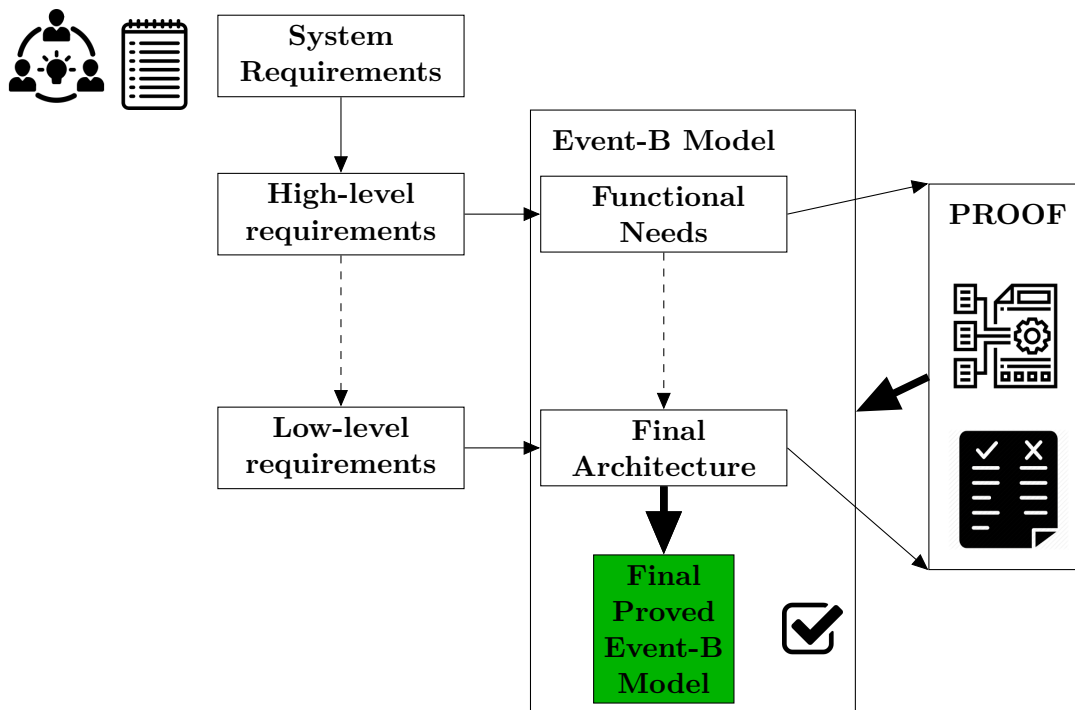 System
Requirements
Event-B Model
High-level
requirements
Functional
Needs
PROOF
Low-level
requirements
Final
Architecture
Final
Proved
Event-B
Model